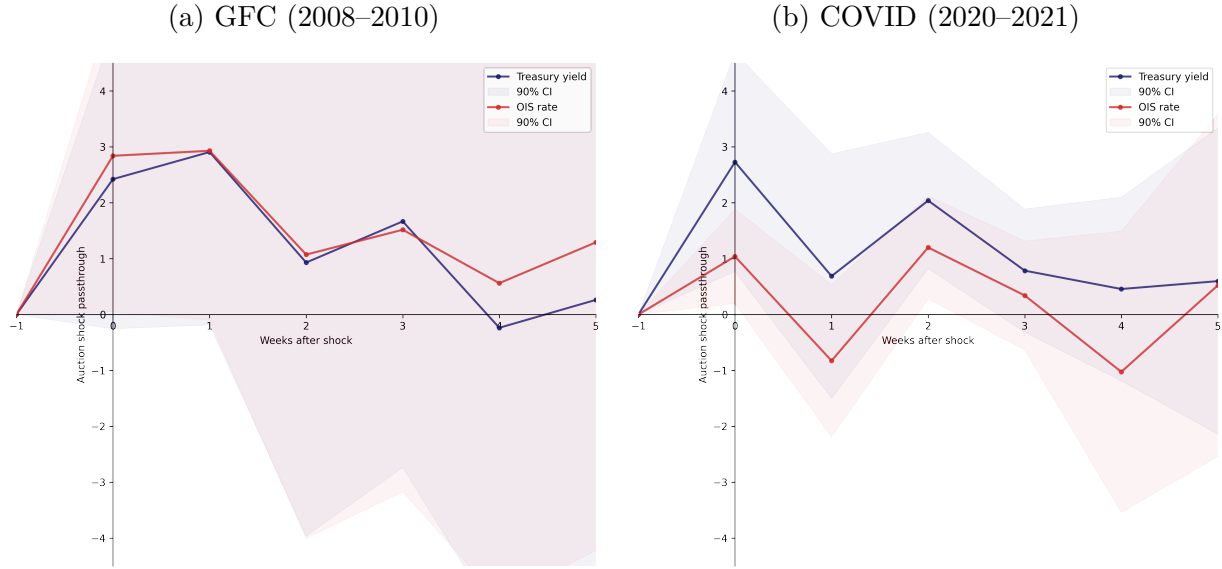 (a) GFC (2008–2010)
Treasury yield
90% CI
OIS rate
90% CI
4
3
2
1
0
−1
−2
−3
−4
−1
0
1
2
3
4
5
Weeks after shock
Auction shock passthrough
(b) COVID (2020–2021)
Treasury yield
90% CI
OIS rate
90% CI
4
3
2
1
0
−1
−2
−3
−4
−1
0
1
2
3
4
5
Weeks after shock
Auction shock passthrough